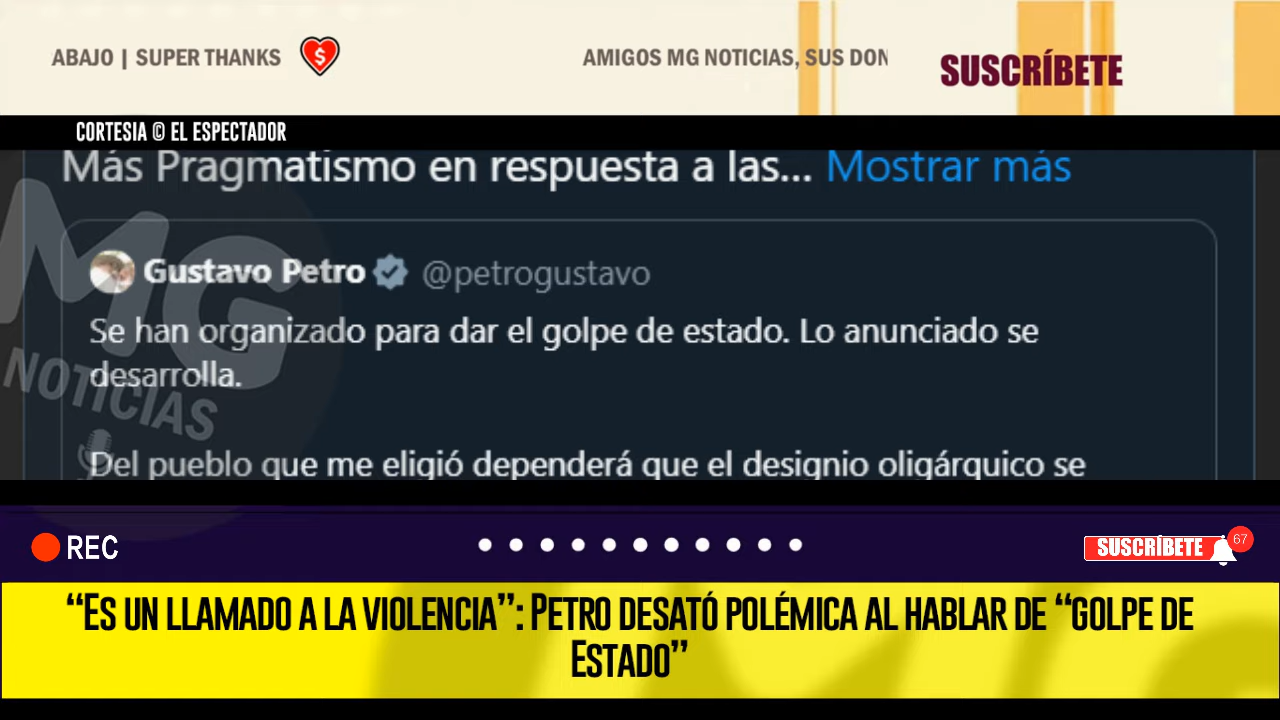 ABAJO | SUPER THANKS
AMIGOS MG NOTICIAS, SUS DON
SUSCRÍBETE
CORTESIA © EL ESPECTADOR
Más Pragmatismo en respuesta a las... Mostrar más
Gustavo Petro @petrogustavo
Se han organizado para dar el golpe de estado. Lo anunciado se
desarrolla.
Del pueblo que me eligió dependerá que el designio oligárquico se
MG
NOTICIAS
REC
SUSCRÍBETE
67
“ES UN LLAMADO A LA VIOLENCIA”: PETRO DESATÓ POLÉMICA AL HABLAR DE “GOLPE DE
ESTADO”